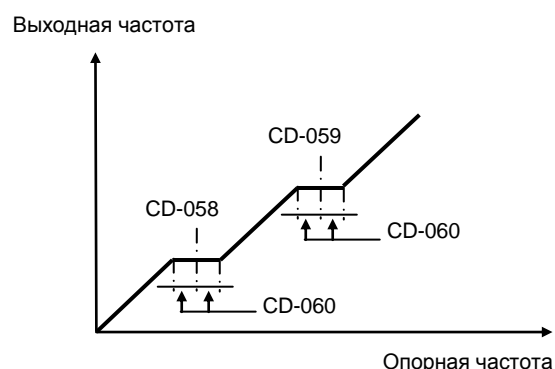 Выходная частота
CD-059
CD-058
CD-060
CD-060
Опорная частота